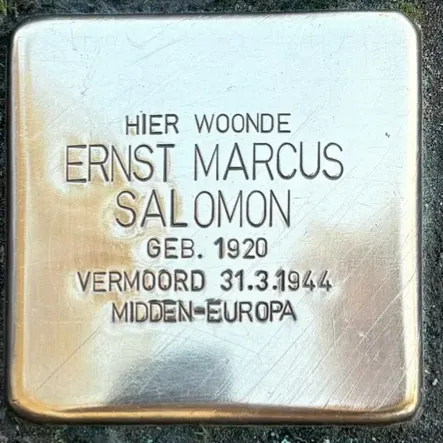 HIER WOONDE
ERNST MARCUS
SALOMON
GEB. 1920
VERMOORD 31.3.1944
MIDDEN-EUROPA